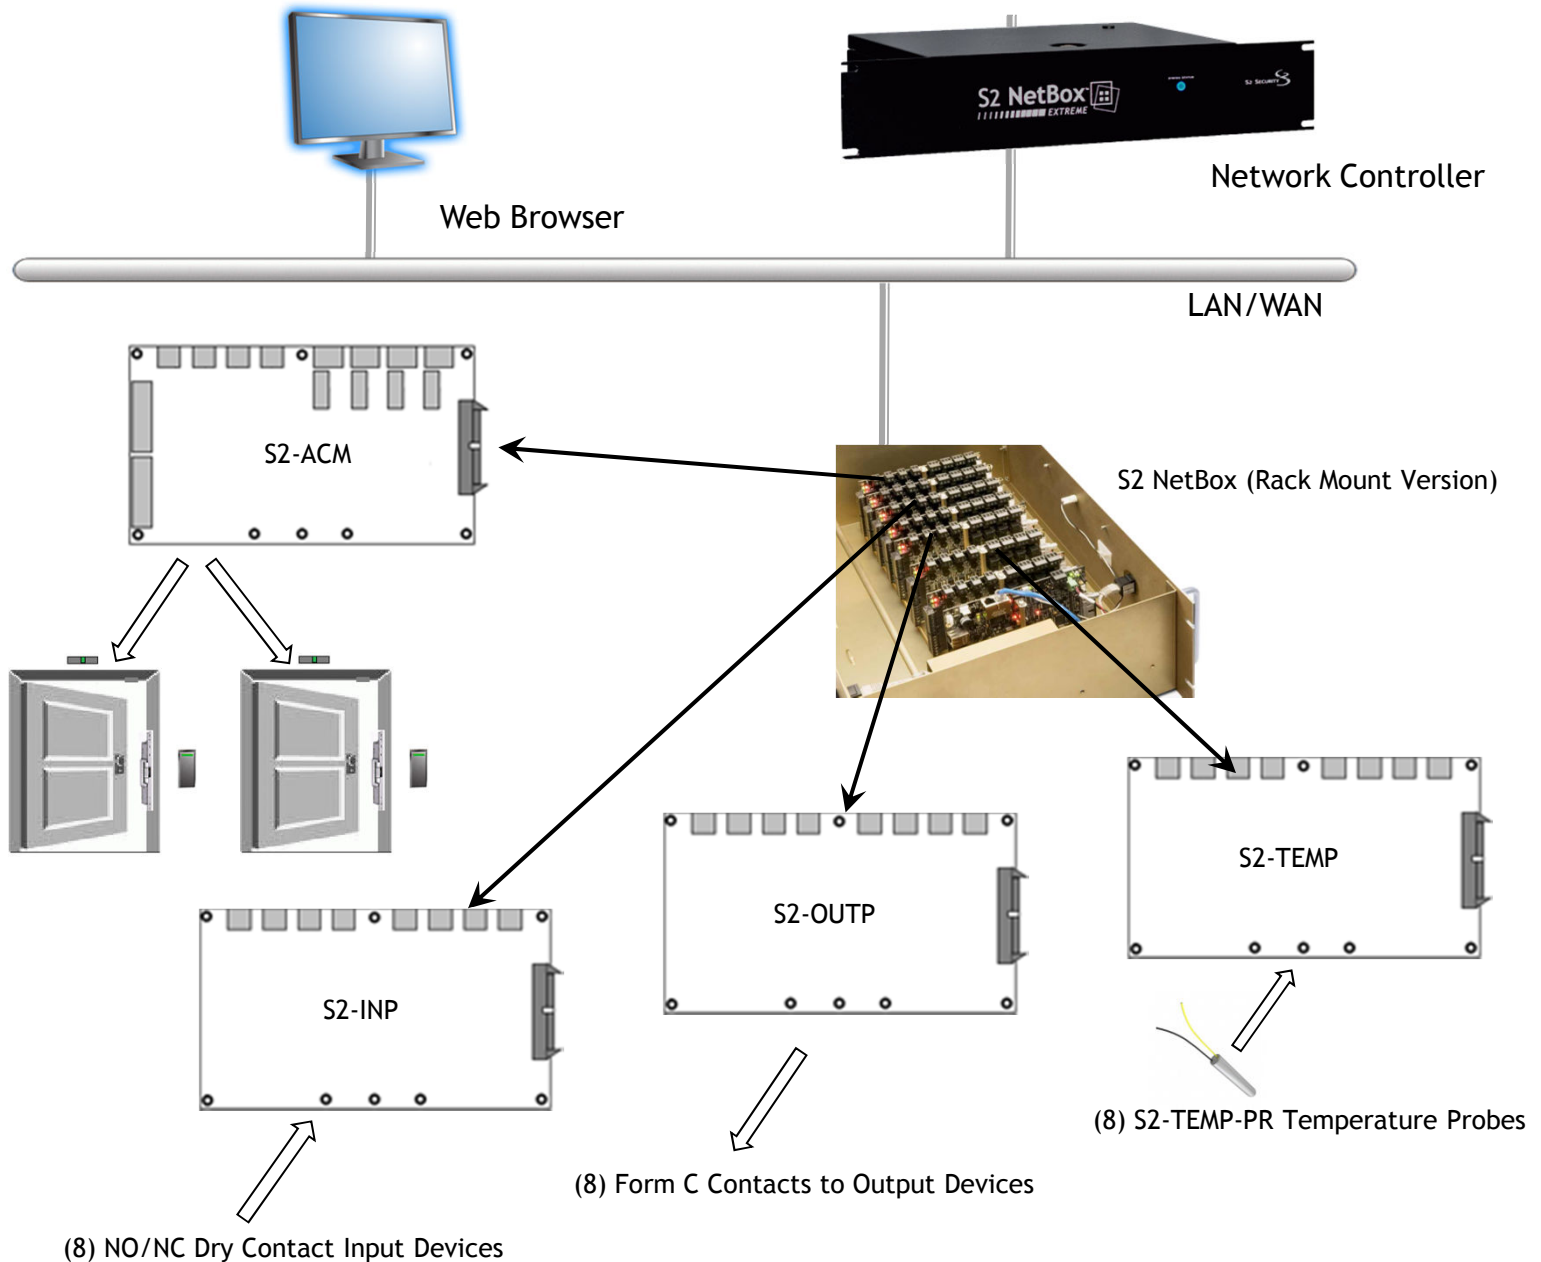 S2 NetBox
EXTREME
S2 SECURITY
Network Controller
Web Browser
LAN/WAN
S2-ACM
S2 NetBox (Rack Mount Version)
S2-TEMP
S2-OUTP
S2-INP
(8) S2-TEMP-PR Temperature Probes
(8) Form C Contacts to Output Devices
(8) NO/NC Dry Contact Input Devices